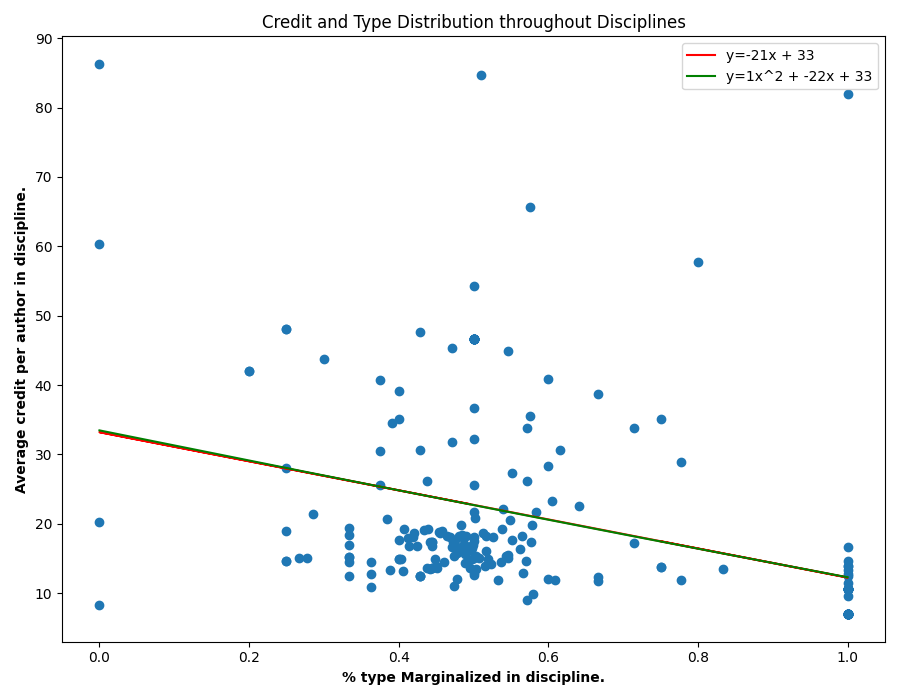 Credit and Type Distribution throughout Disciplines
y=-21x + 33
y=1x^2 + -22x + 33
90
80
70
60
50
40
30
20
10
Average credit per author in discipline.
0.0 0.2 0.4 0.6 0.8 1.0
% type Marginalized in discipline.